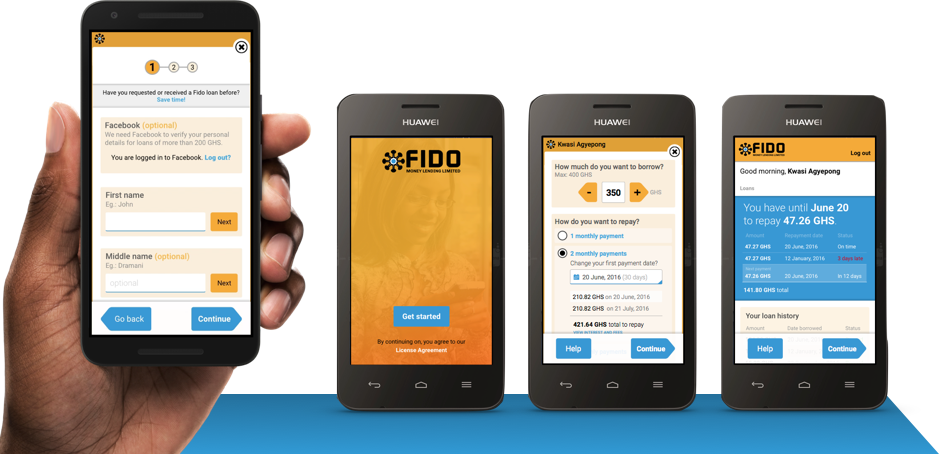 1
2
3
Have you requested or received a Fido loan before?
Save time!
Facebook (optional)
We need Facebook to verify your personal
details for loans of more than 200 GHS.
You are logged in to Facebook. Log out?
First name
Eg.: John
Next
Middle name (optional)
Eg.: Dramani
optional
Next
Go back
Continue
HUAWEI
FIDO
MONEY LENDING LIMITED
Get started
By continuing on, you agree to our
License Agreement
HUAWEI
Kwasi Agyepong
How much do you want to borrow?
Max: 400 GHS
- 350 + GHS
How do you want to repay?
1 monthly payment
2 monthly payments
Change your first payment date?
20 June, 2016 (30 days)
210.82 GHS on 20 June, 2016
210.82 GHS on 21 July, 2016
421.64 GHS total to repay
Help
Continue
HUAWEI
FIDO
MONEY LENDING LIMITED
Log out
Good morning, Kwasi Agyepong
Loans
You have until June 20
to repay 47.26 GHS.
Amount Repayment date Status
47.27 GHS 20 June, 2016 On time
47.27 GHS 12 January, 2016 3 days late
Next payment
47.26 GHS 20 June, 2016 in 12 days
141.80 GHS total
Your loan history
Amount Date borrowed Status
Help
Continue